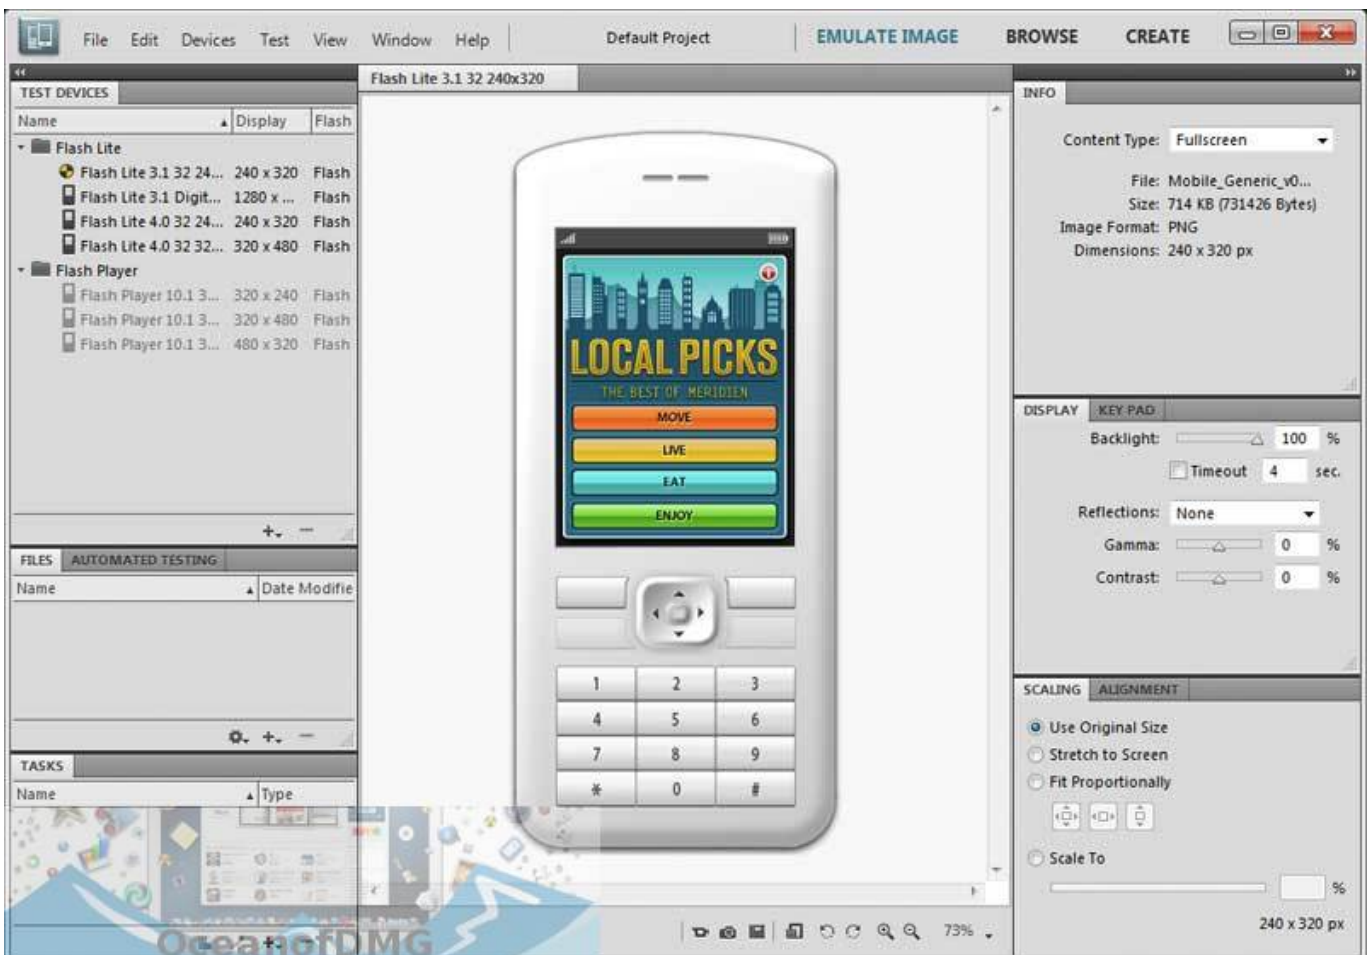 File Edit Devices Test View Window Help Default Project EMULATE IMAGE BROWSE CREATE
TEST DEVICES
Name Display Flash
Flash Lite
Flash Lite 3.1 32 24... 240 x 320 Flash
Flash Lite 3.1 Digit... 1280 x ... Flash
Flash Lite 4.0 32 24... 240 x 320 Flash
Flash Lite 4.0 32 32... 320 x 480 Flash
Flash Player
Flash Player 10.1 3... 320 x 240 Flash
Flash Player 10.1 3... 320 x 480 Flash
Flash Player 10.1 3... 480 x 320 Flash
FILES AUTOMATED TESTING
Name Date Modifie
TASKS
Name Type
OceanofDMG
Flash Lite 3.1 32 240x320
LOCAL PICKS
THE BEST OF MERIDIEN
MOVE
LIVE
EAT
ENJOY
1 2 3
4 5 6
7 8 9
* 0 #
73%
INFO
Content Type: Fullscreen
File: Mobile_Generic_v0...
Size: 714 KB (731426 Bytes)
Image Format: PNG
Dimensions: 240 x 320 px
DISPLAY KEY PAD
Backlight: 100 %
Timeout 4 sec.
Reflections: None
Gamma: 0 %
Contrast: 0 %
SCALING ALIGNMENT
Use Original Size
Stretch to Screen
Fit Proportionally
Scale To
%
240 x 320 px